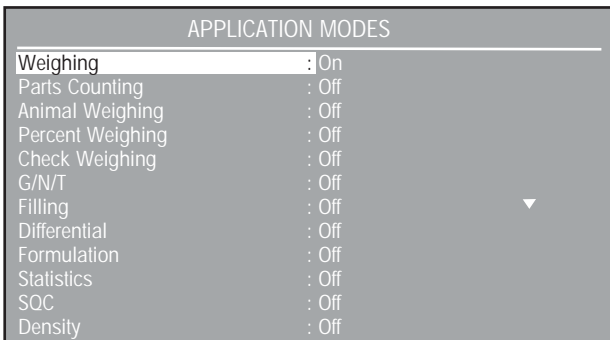 APPLICATION MODES
Weighing : On
Parts Counting : Off
Animal Weighing : Off
Percent Weighing : Off
Check Weighing : Off
G/N/T : Off
Filling : Off
Differential : Off
Formulation : Off
Statistics : Off
SQC : Off
Density : Off